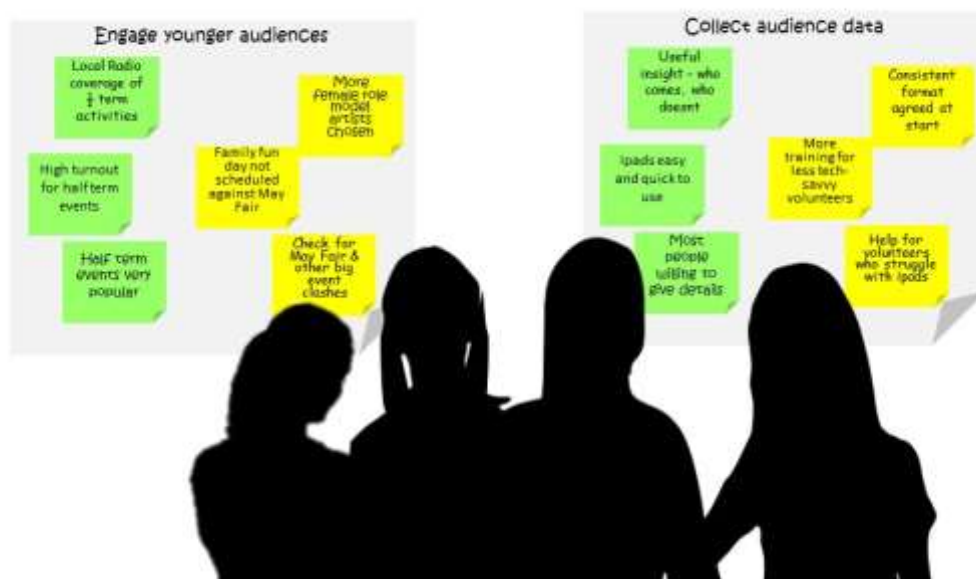 Engage younger audiences
Local Radio
coverage of
½ term
activities
More
female role
model
artists
chosen
High turnout
for half term
events
Family fun
day not
scheduled
against May
Fair
Half term
events very
popular
Check for
May Fair &
other big
event
clashes
Collect audience data
Useful
insight - who
comes, who
doesnt
Consistent
format
agreed at
start
Ipads easy
and quick to
use
More
training for
less tech-
savvy
volunteers
Most
people
willing to
give details
Help for
volunteers
who struggle
with Ipads